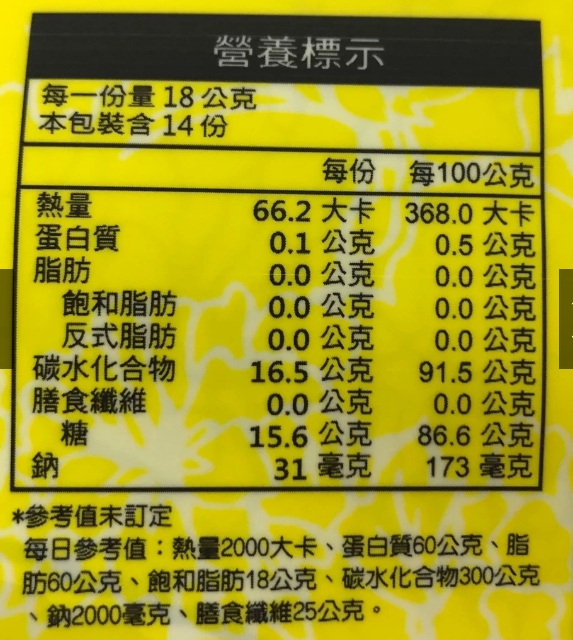 營養標示
每一份量 18 公克
本包裝含 14 份
每份 每100公克
熱量 66.2 大卡 368.0 大卡
蛋白質 0.1 公克 0.5 公克
脂肪 0.0 公克 0.0 公克
飽和脂肪 0.0 公克 0.0 公克
反式脂肪 0.0 公克 0.0 公克
碳水化合物 16.5 公克 91.5 公克
膳食纖維 0.0 公克 0.0 公克
糖 15.6 公克 86.6 公克
鈉 31 毫克 173 毫克
*參考值未訂定
每日參考值：熱量2000大卡、蛋白質60公克、脂
肪60公克、飽和脂肪18公克、碳水化合物300公克
、鈉2000毫克、膳食纖維25公克。